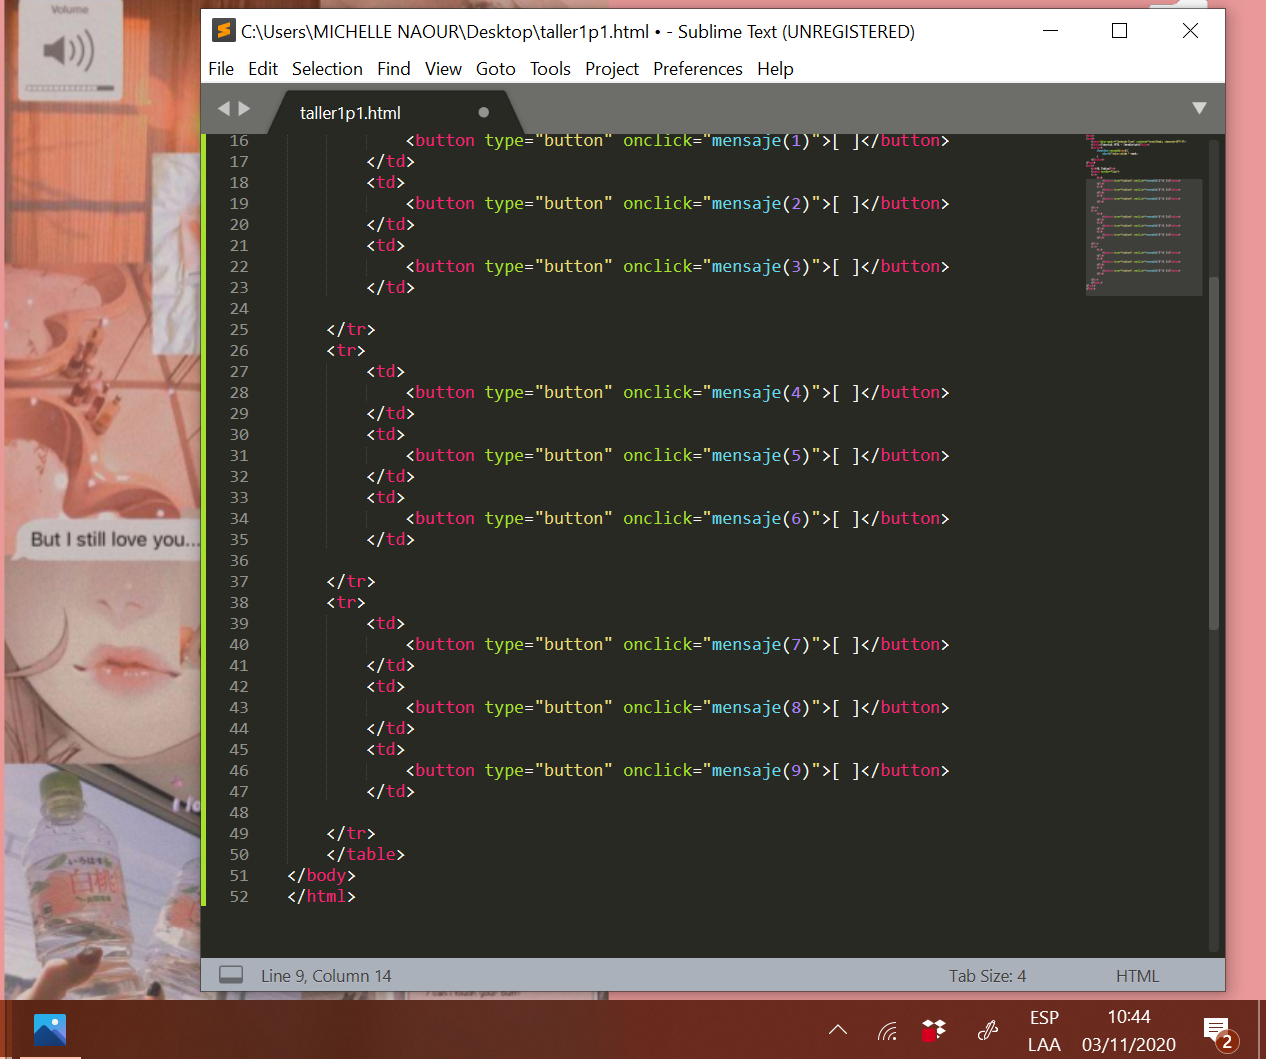 Volume
C:\Users\MICHELLE NAOUR\Desktop\taller1p1.html • - Sublime Text (UNREGISTERED)
File Edit Selection Find View Goto Tools Project Preferences Help
taller1p1.html
16 <button type="button" onclick="mensaje(1)">[ ]</button>
17 </td>
18 <td>
19 <button type="button" onclick="mensaje(2)">[ ]</button>
20 </td>
21 <td>
22 <button type="button" onclick="mensaje(3)">[ ]</button>
23 </td>
24
25 </tr>
26 <tr>
27 <td>
28 <button type="button" onclick="mensaje(4)">[ ]</button>
29 </td>
30 <td>
31 <button type="button" onclick="mensaje(5)">[ ]</button>
32 </td>
33 <td>
34 <button type="button" onclick="mensaje(6)">[ ]</button>
35 </td>
36
37 </tr>
38 <tr>
39 <td>
40 <button type="button" onclick="mensaje(7)">[ ]</button>
41 </td>
42 <td>
43 <button type="button" onclick="mensaje(8)">[ ]</button>
44 </td>
45 <td>
46 <button type="button" onclick="mensaje(9)">[ ]</button>
47 </td>
48
49 </tr>
50 </table>
51 </body>
52 </html>
But I still love you...
いろはす
白桃
Line 9, Column 14 Tab Size: 4 HTML
ESP
LAA
10:44
03/11/2020
2